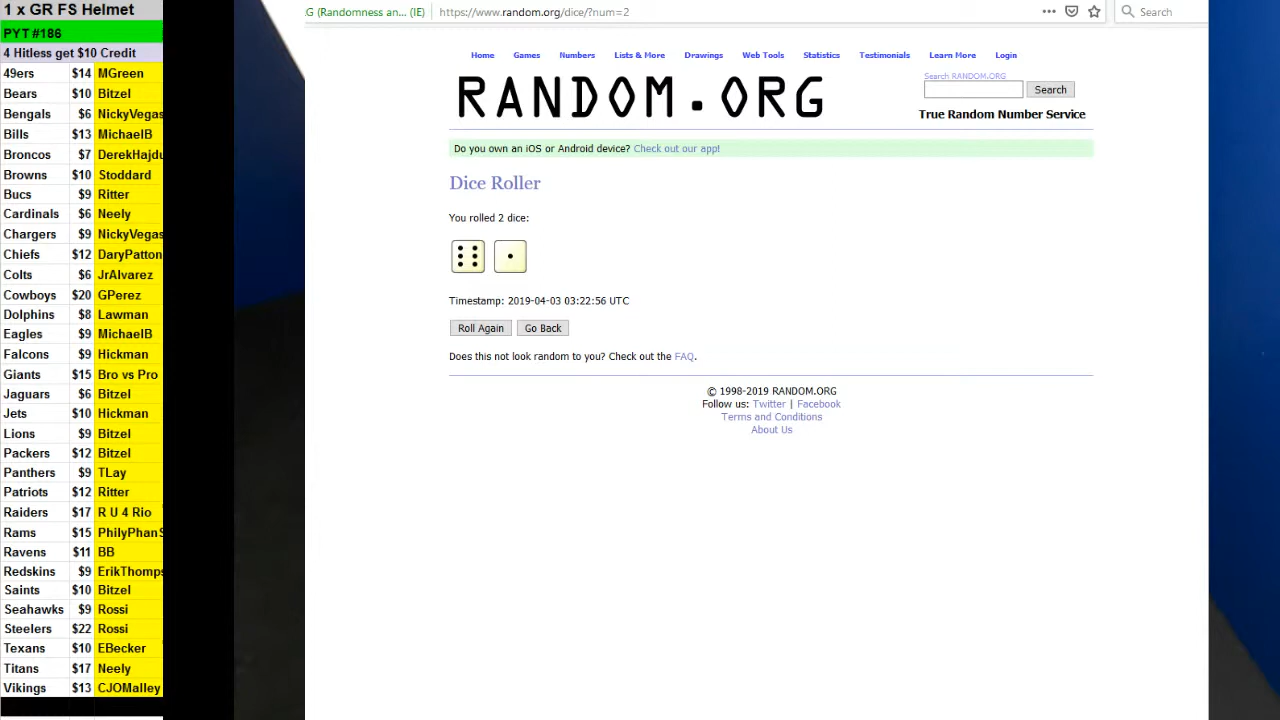 1 x GR FS Helmet
PYT #186
4 Hitless get $10 Credit
49ers $14 MGreen
Bears $10 Bitzel
Bengals $6 NickyVegas
Bills $13 MichaelB
Broncos $7 DerekHajdu
Browns $10 Stoddard
Bucs $9 Ritter
Cardinals $6 Neely
Chargers $9 NickyVegas
Chiefs $12 DaryPatton
Colts $6 JrAlvarez
Cowboys $20 GPerez
Dolphins $8 Lawman
Eagles $9 MichaelB
Falcons $9 Hickman
Giants $15 Bro vs Pro
Jaguars $6 Bitzel
Jets $10 Hickman
Lions $9 Bitzel
Packers $12 Bitzel
Panthers $9 TLay
Patriots $12 Ritter
Raiders $17 R U 4 Rio
Rams $15 PhilyPhanS
Ravens $11 BB
Redskins $9 ErikThomps
Saints $10 Bitzel
Seahawks $9 Rossi
Steelers $22 Rossi
Texans $10 EBecker
Titans $17 Neely
Vikings $13 CJOMalley
G (Randomness an... (IE) https://www.random.org/dice/?num=2 ••• Search
Home Games Numbers Lists & More Drawings Web Tools Statistics Testimonials Learn More Login
RANDOM.ORG
Search RANDOM.ORG
Search
True Random Number Service
Do you own an iOS or Android device? Check out our app!
Dice Roller
You rolled 2 dice:
Timestamp: 2019-04-03 03:22:56 UTC
Roll Again Go Back
Does this not look random to you? Check out the FAQ.
© 1998-2019 RANDOM.ORG
Follow us: Twitter | Facebook
Terms and Conditions
About Us